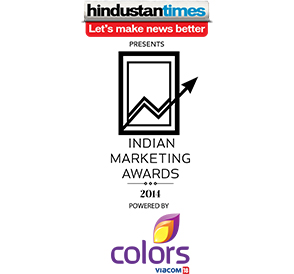 hindustantimes
Let's make news better
PRESENTS
INDIAN
MARKETING
AWARDS
2014
POWERED BY
colors
VIACOM 18